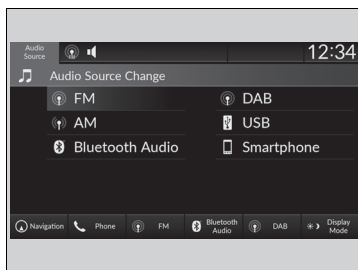 Audio
Source
12:34
Audio Source Change
FM
DAB
AM
USB
Bluetooth Audio
Smartphone
Navigation
Phone
FM
Bluetooth
Audio
DAB
Display
Mode